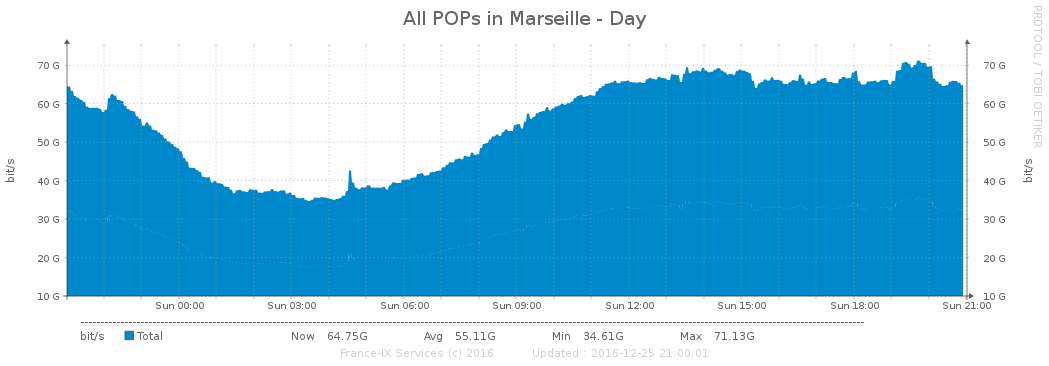 All POPs in Marseille - Day
RRDTOOL / TOBI OETIKER
bit/s
70 G 70 G
60 G 60 G
50 G 50 G
40 G 40 G
30 G 30 G
20 G 20 G
10 G 10 G
bit/s
Sun 00:00 Sun 03:00 Sun 06:00 Sun 09:00 Sun 12:00 Sun 15:00 Sun 18:00 Sun 21:00
bit/s Total Now 64.75G Avg 55.11G Min 34.61G Max 71.13G
France-IX Services (c) 2016 Updated : 2016-12-25 21:00:01